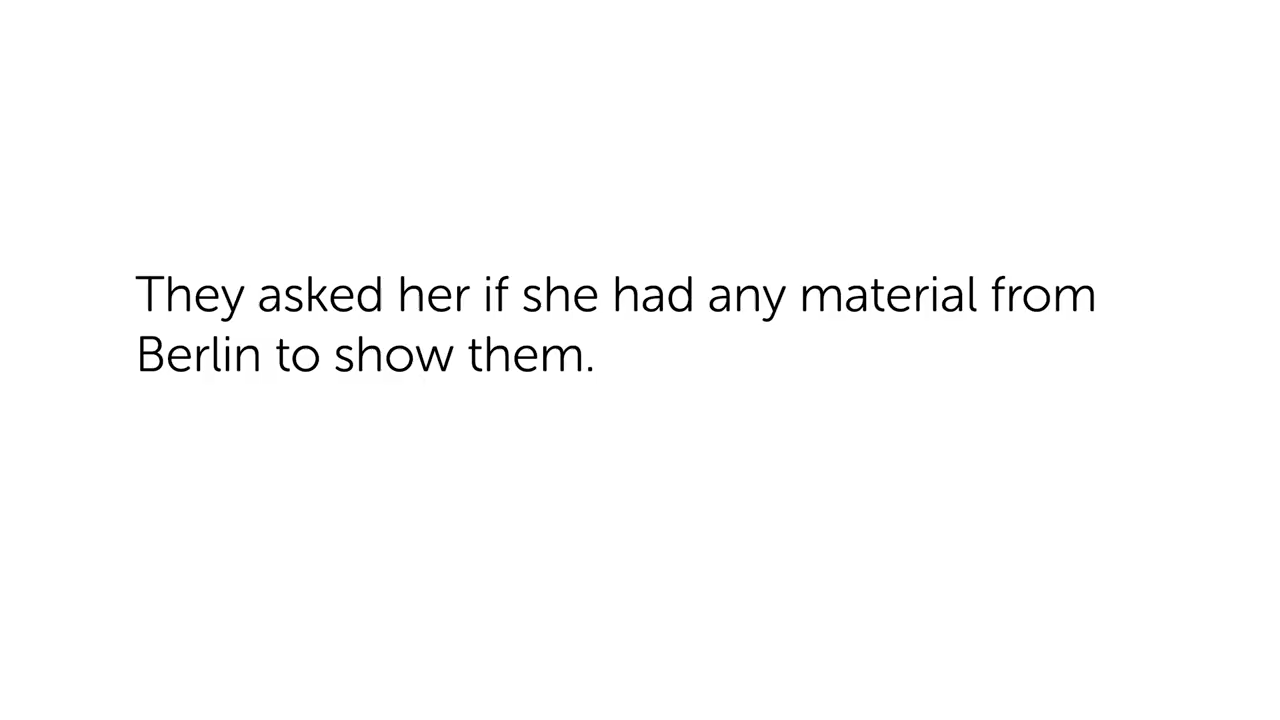 They asked her if she had any material from
Berlin to show them.